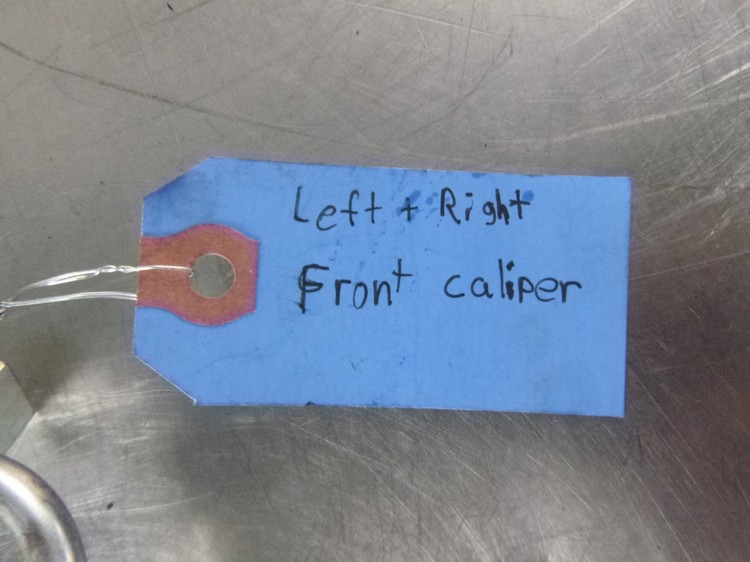 Left + Right
Front caliper